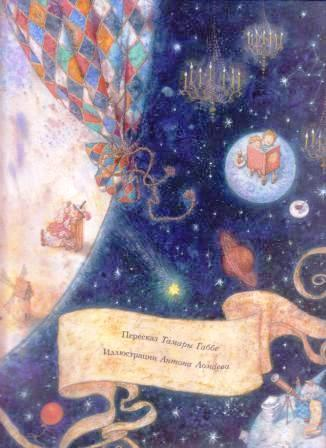 Пересказ Тамары Габбе
Иллюстрации Антона Ломаева